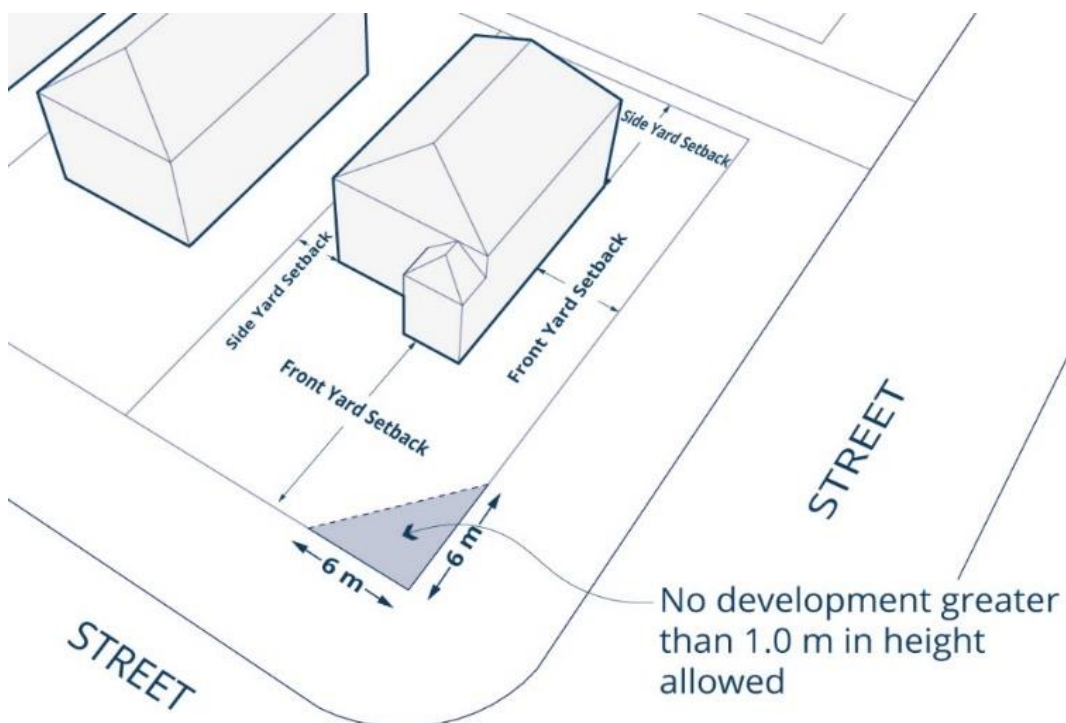 Side Yard Setback
Side Yard Setback
Front Yard Setback
Front Yard Setback
STREET
6 m
6 m
No development greater
than 1.0 m in height
allowed
STREET